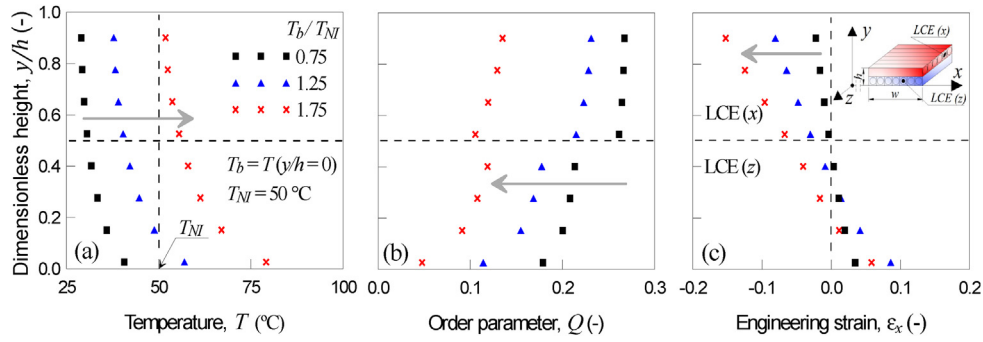 Dimensionless height, y/h (-)
1.0
0.8
0.6
0.4
0.2
0.0
T_b / T_NI
0.75
1.25
1.75
T_b = T (y/h = 0)
T_NI = 50 °C
T_NI
(a)
25 50 75 100
Temperature, T (°C)
(b)
0.0 0.1 0.2 0.3
Order parameter, Q (-)
LCE (x)
y
h
x
z
w
LCE (z)
LCE (x)
LCE (z)
(c)
-0.2 -0.1 0.0 0.1 0.2
Engineering strain, ε_x (-)